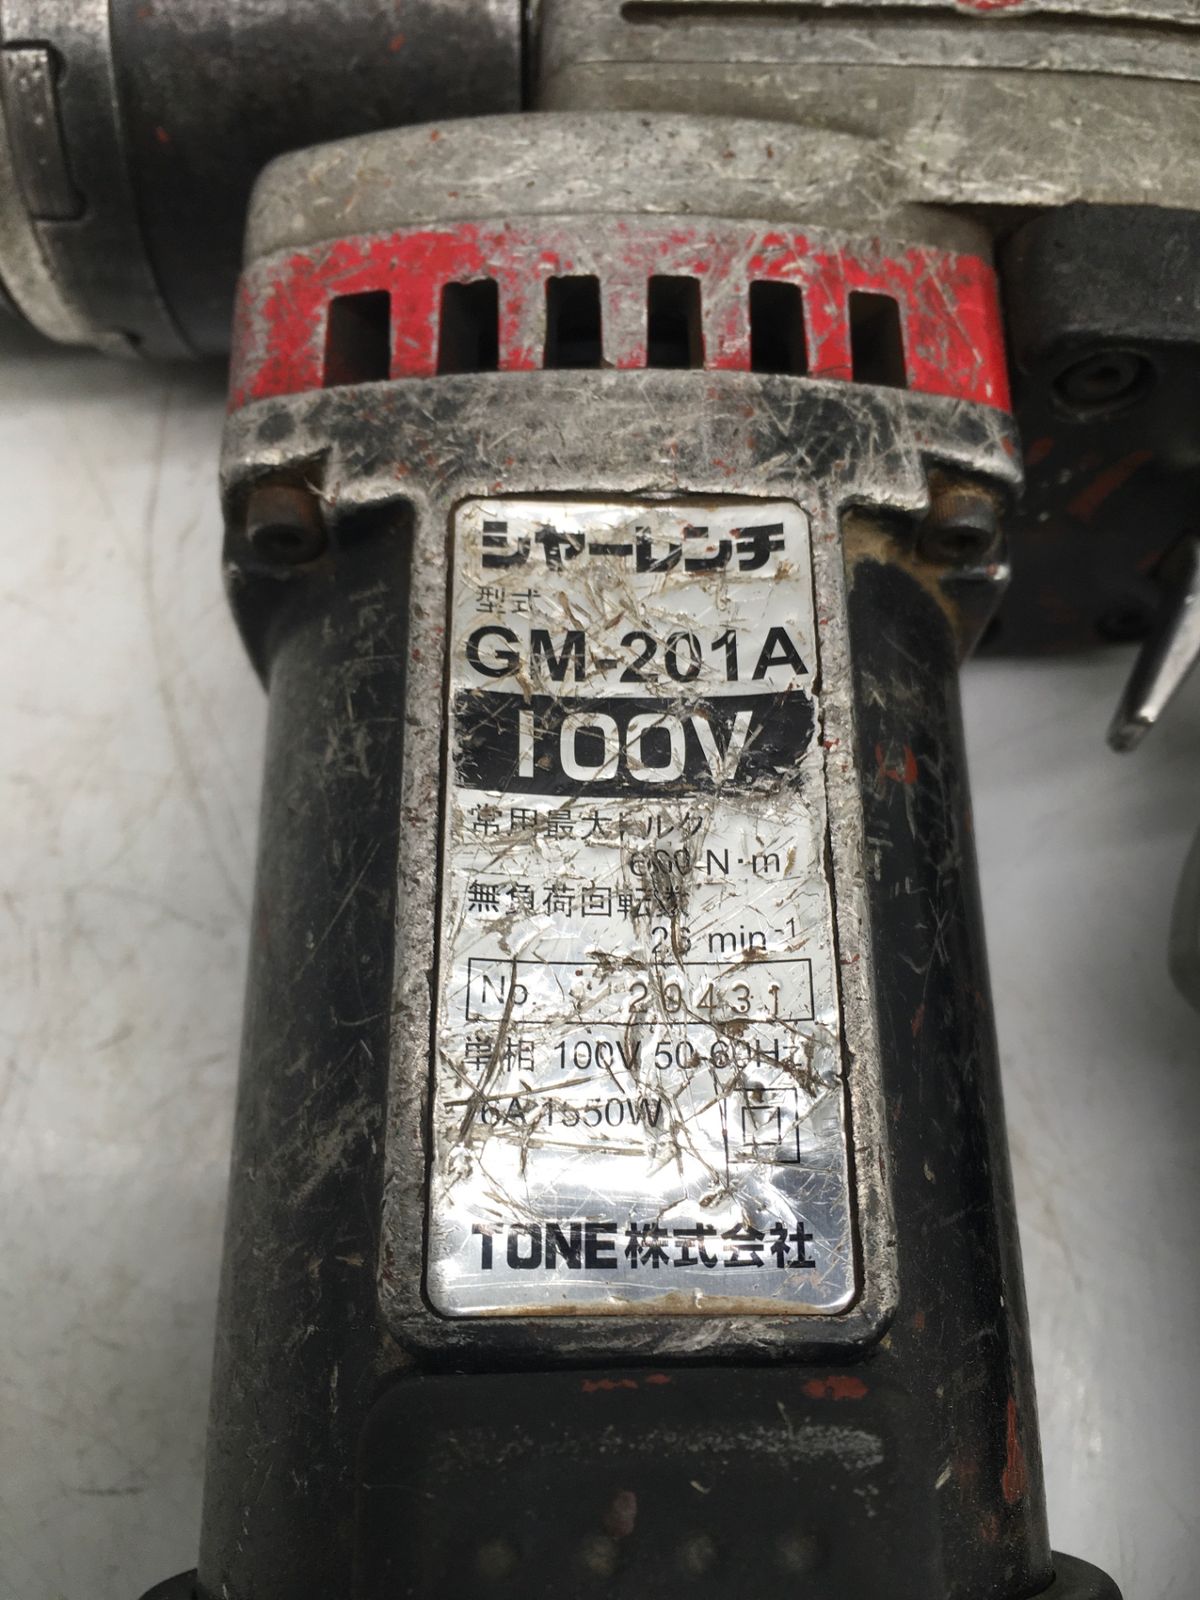 シャーレンチ
型式
GM-201A
100V
常用最大トルク
N·m
無負荷回転数
26 min⁻¹
No. 20431
単相 100V 50-60Hz
1550W
TONE株式会社